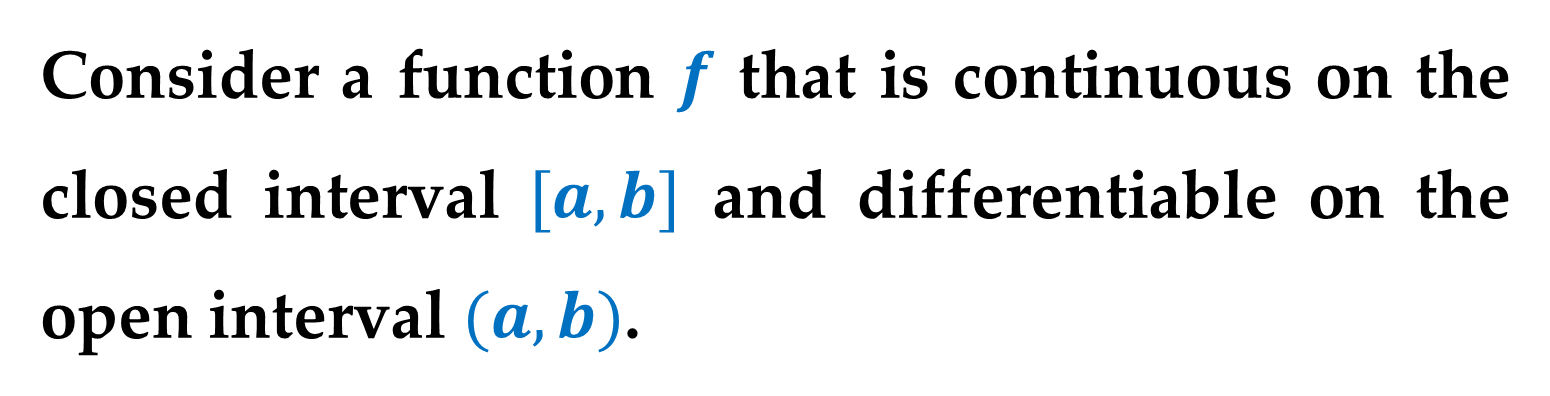 Consider a function f that is continuous on the
closed interval [a, b] and differentiable on the
open interval (a, b).